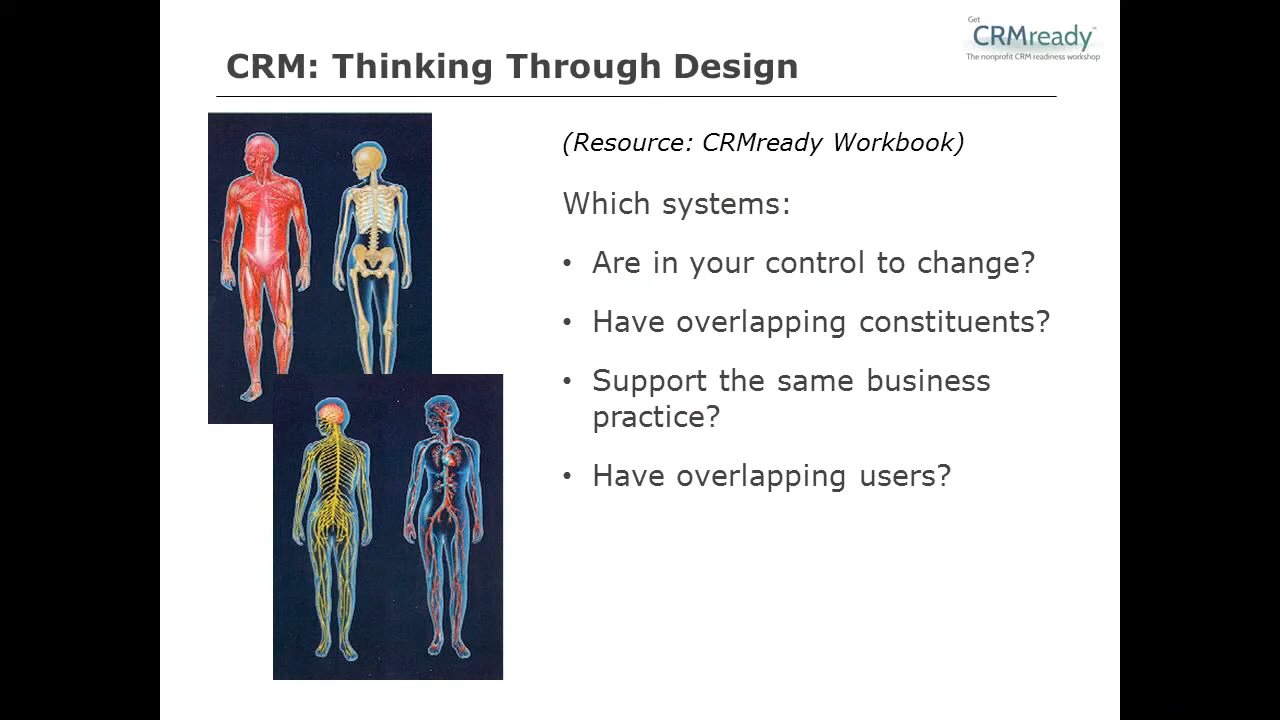 Get
CRMready™
The nonprofit CRM readiness workshop
CRM: Thinking Through Design
(Resource: CRMready Workbook)
Which systems:
• Are in your control to change?
• Have overlapping constituents?
• Support the same business
practice?
• Have overlapping users?